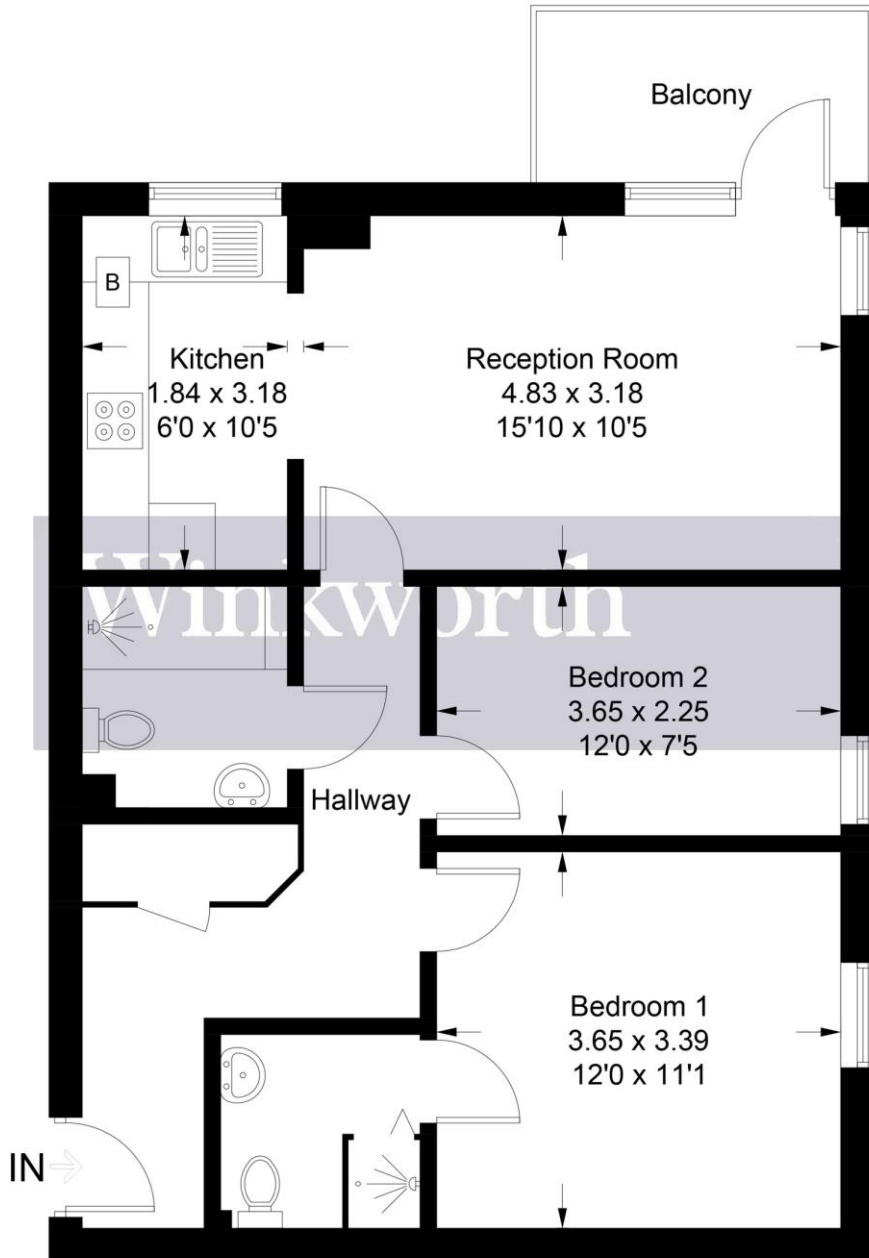 Balcony
B
Kitchen
1.84 x 3.18
6'0 x 10'5
Reception Room
4.83 x 3.18
15'10 x 10'5
Winkworth
Bedroom 2
3.65 x 2.25
12'0 x 7'5
Hallway
Bedroom 1
3.65 x 3.39
12'0 x 11'1
IN